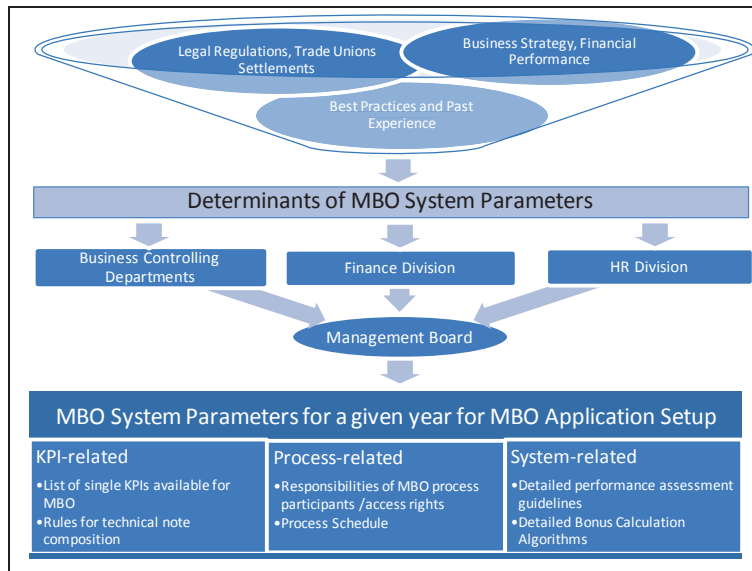 Legal Regulations, Trade Unions
Settlements
Business Strategy, Financial
Performance
Best Practices and Past
Experience
Determinants of MBO System Parameters
Business Controlling
Departments
Finance Division
HR Division
Management Board
MBO System Parameters for a given year for MBO Application Setup
KPI-related
•List of single KPIs available for
MBO
•Rules for technical note
composition
Process-related
•Responsibilities of MBO process
participants /access rights
•Process Schedule
System-related
•Detailed performance assessment
guidelines
•Detailed Bonus Calculation
Algorithms